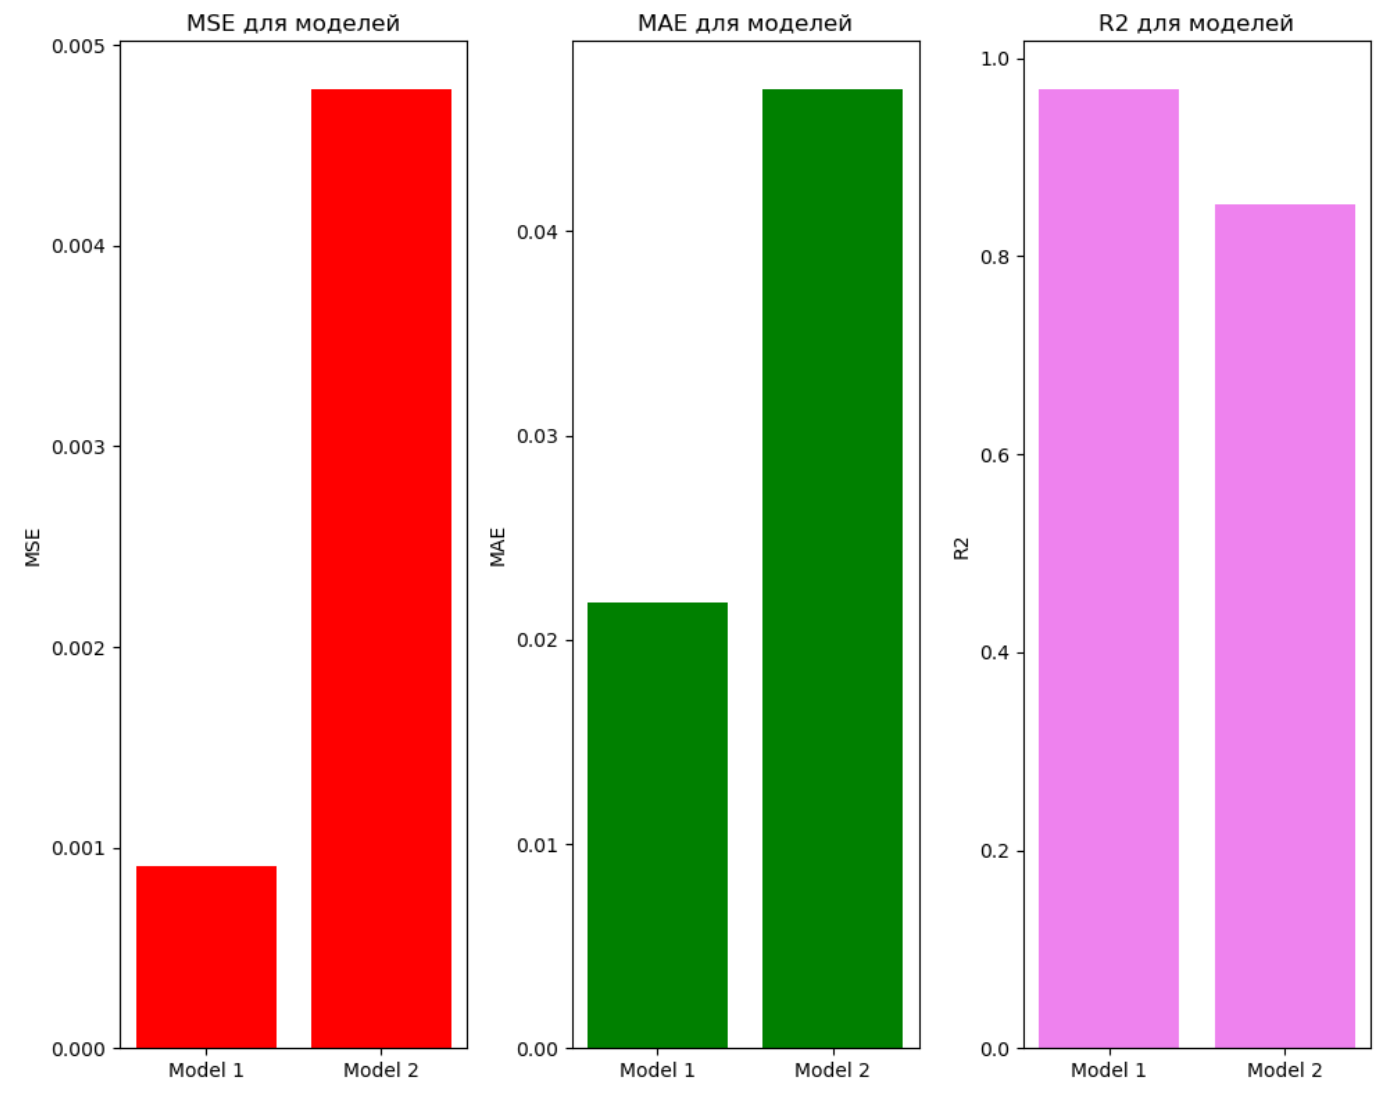 MSE для моделей
0.005
0.004
0.003
0.002
0.001
0.000
MSE
Model 1
Model 2
MAE для моделей
0.04
0.03
0.02
0.01
0.00
MAE
Model 1
Model 2
R2 для моделей
1.0
0.8
0.6
0.4
0.2
0.0
R2
Model 1
Model 2